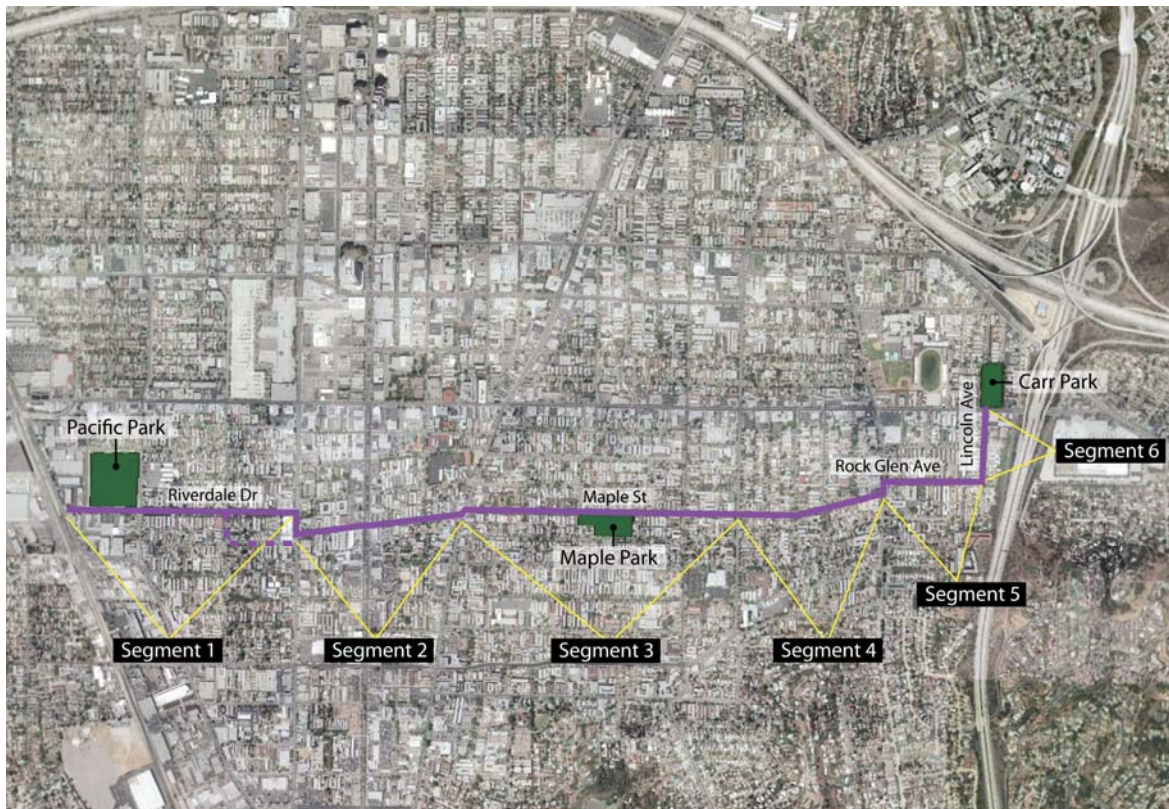 Carr Park
Lincoln Ave
Pacific Park
Segment 6
Rock Glen Ave
Riverdale Dr
Maple St
Maple Park
Segment 5
Segment 1
Segment 2
Segment 3
Segment 4